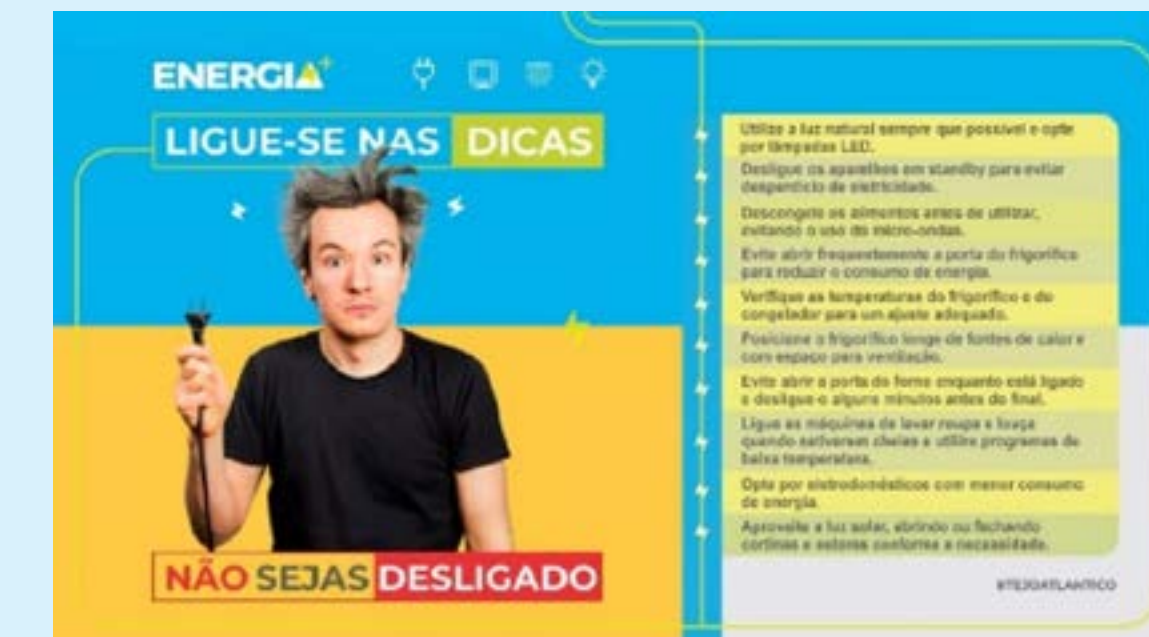 ENERGIA+
LIGUE-SE NAS DICAS
NÃO SEJAS DESLIGADO
Utilize a luz natural sempre que possível e opte
por lâmpadas LED.
Desligue os aparelhos em standby para evitar
desperdício de eletricidade.
Descongele os alimentos antes de utilizar,
evitando o uso do micro-ondas.
Evite abrir frequentemente a porta do frigorífico
para reduzir o consumo de energia.
Verifique as temperaturas do frigorífico e do
congelador para um ajuste adequado.
Posicione o frigorífico longe de fontes de calor e
com espaço para ventilação.
Evite abrir a porta do forno enquanto está ligado
e desligue-o alguns minutos antes do final.
Ligue as máquinas de lavar roupa e louça
quando estiverem cheias e utilize programas de
baixa temperatura.
Opte por eletrodomésticos com menor consumo
de energia.
Aproveite a luz solar, abrindo ou fechando
cortinas e estores conforme a necessidade.
#TEJOATLANTICO